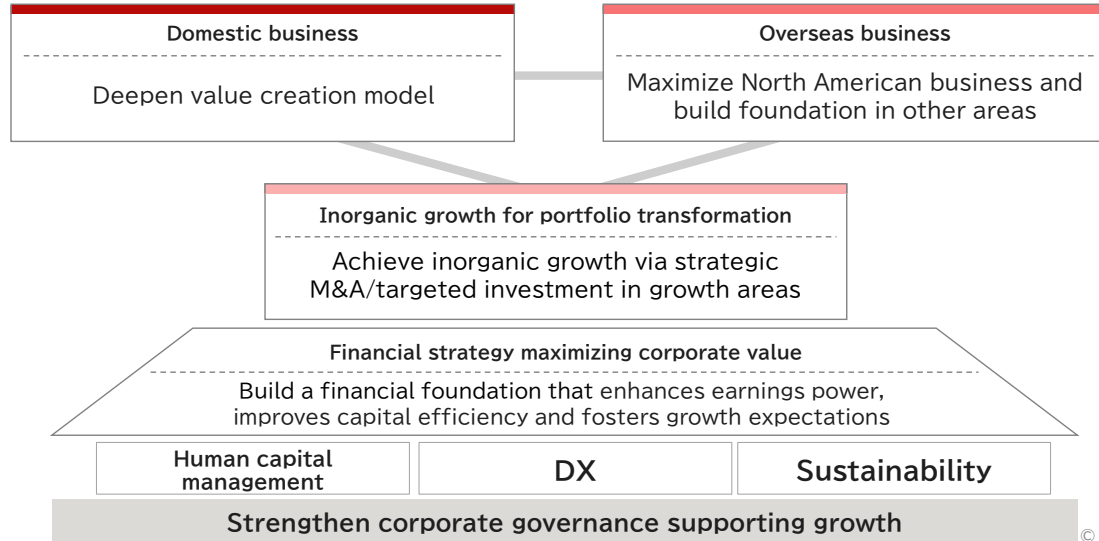 Domestic business
Deepen value creation model
Overseas business
Maximize North American business and
build foundation in other areas
Inorganic growth for portfolio transformation
Achieve inorganic growth via strategic
M&A/targeted investment in growth areas
Financial strategy maximizing corporate value
Build a financial foundation that enhances earnings power,
improves capital efficiency and fosters growth expectations
Human capital
management
DX
Sustainability
Strengthen corporate governance supporting growth
©